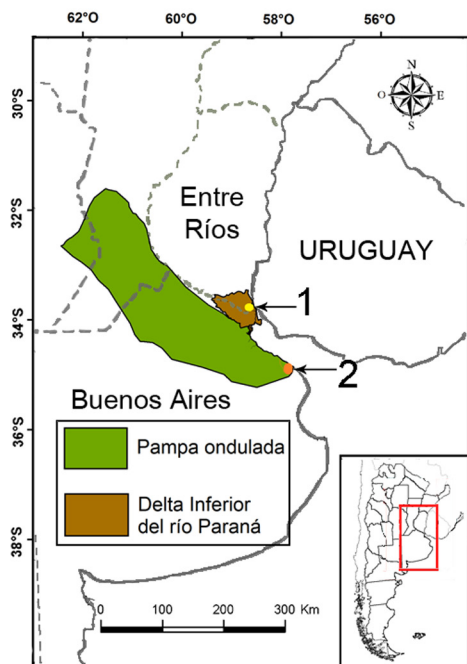 62°O 60°O 58°O 56°O
30°S
32°S
34°S
36°S
38°S
N
O E
S
Entre
Ríos
URUGUAY
1
2
Buenos Aires
Pampa ondulada
Delta Inferior
del río Paraná
0 50 100 200 300 Km